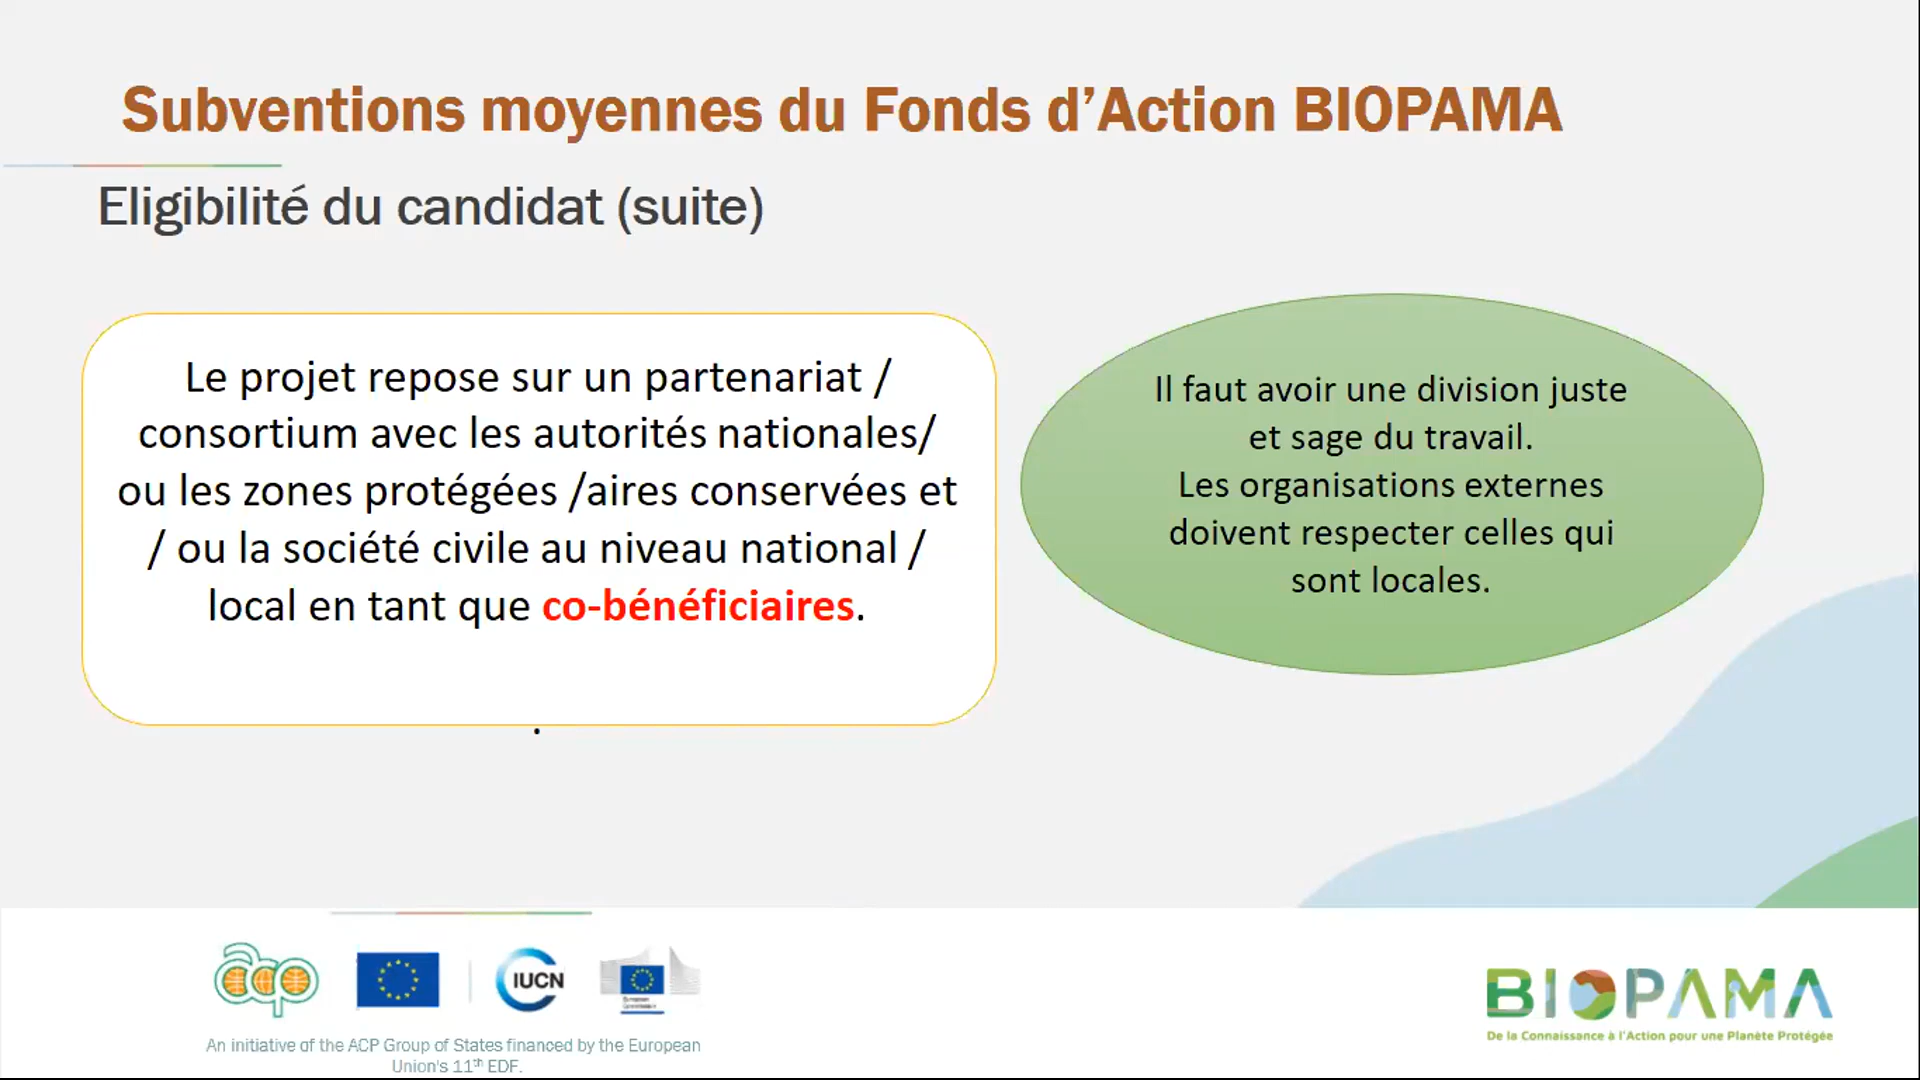 Subventions moyennes du Fonds d’Action BIOPAMA
Eligibilité du candidat (suite)
Le projet repose sur un partenariat /
consortium avec les autorités nationales/
ou les zones protégées /aires conservées et
/ ou la société civile au niveau national /
local en tant que co-bénéficiaires.
.
Il faut avoir une division juste
et sage du travail.
Les organisations externes
doivent respecter celles qui
sont locales.
acp
IUCN
European
Commission
An initiative of the ACP Group of States financed by the European
Union's 11th EDF.
BIOPAMA
De la Connaissance à l'Action pour une Planète Protégée